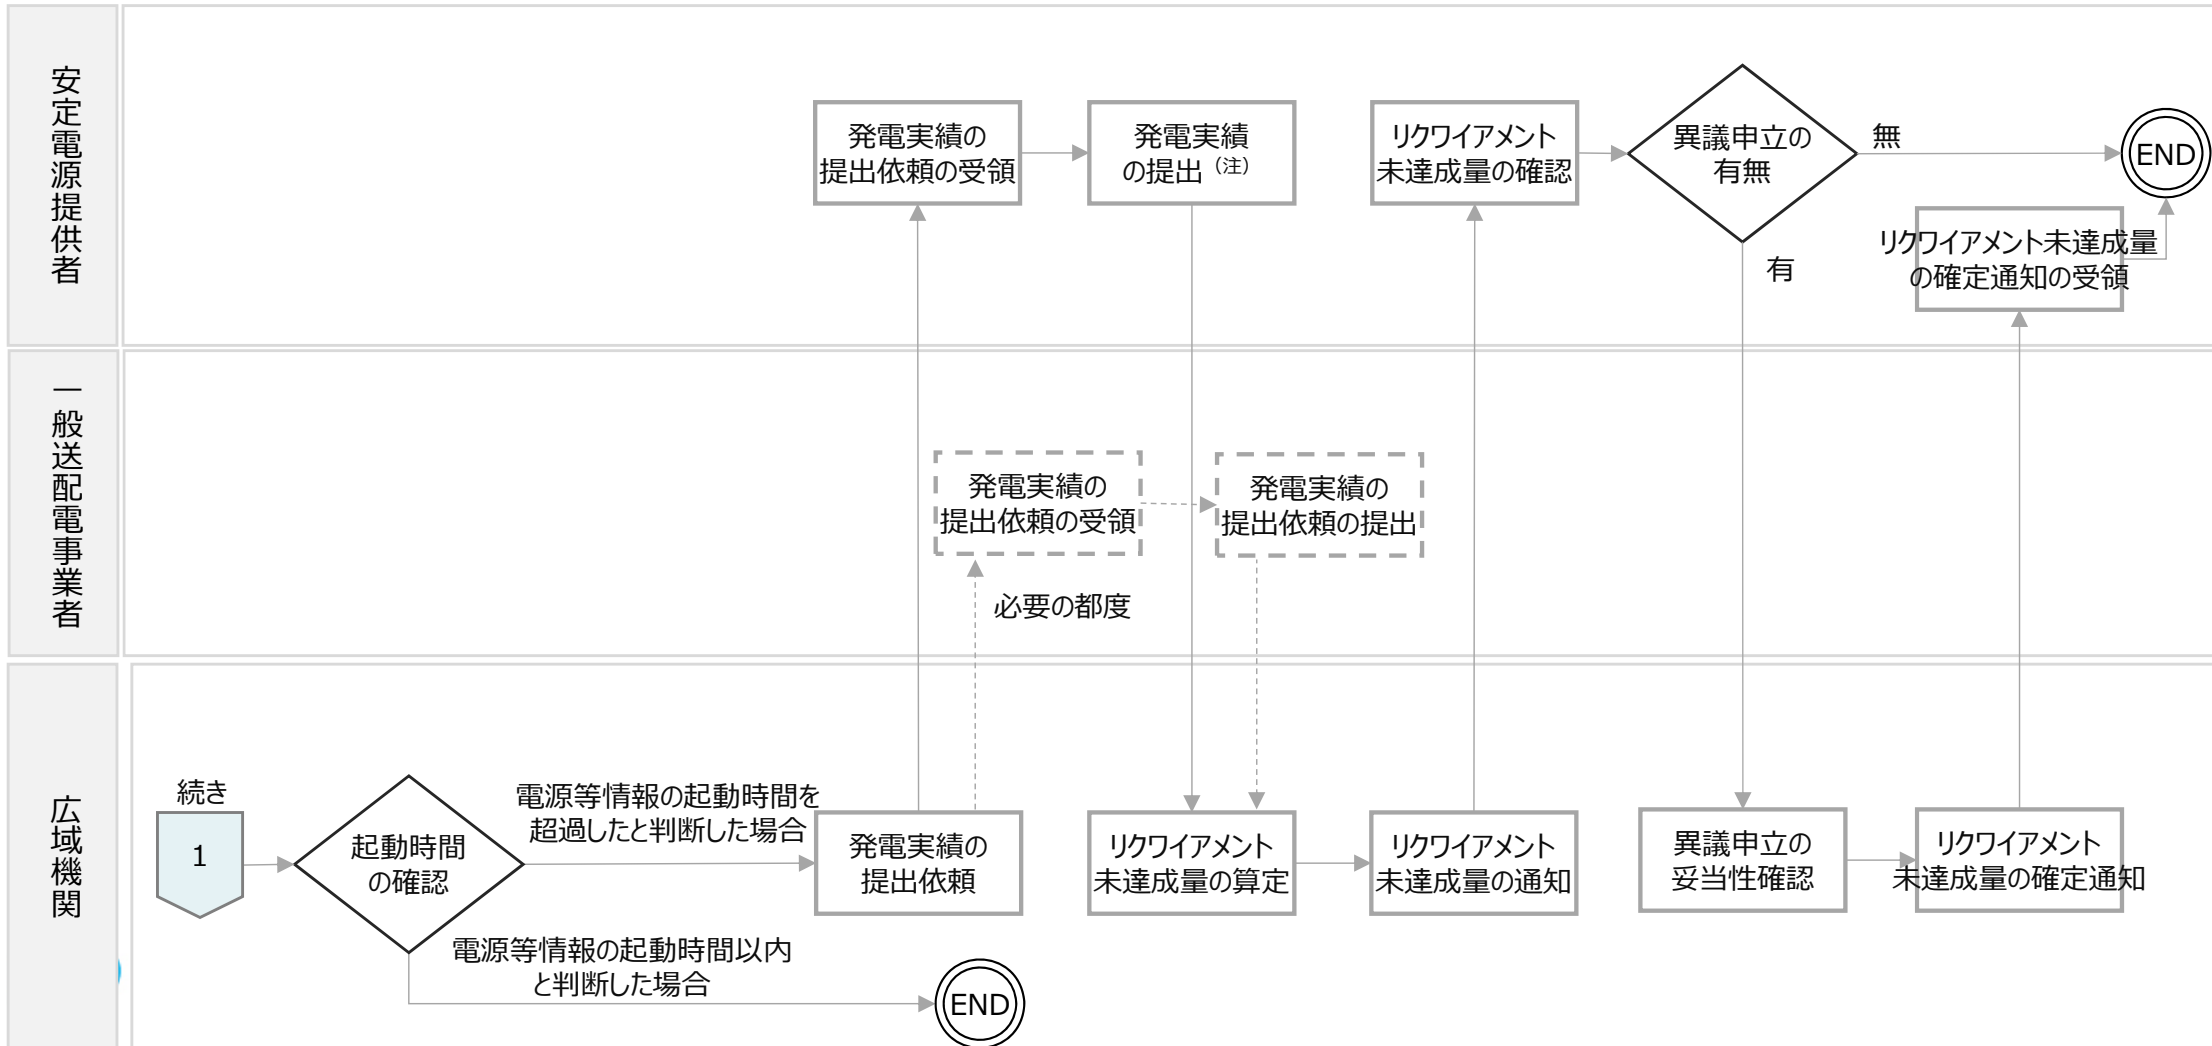 安定電源提供者
発電実績の
提出依頼の受領
発電実績
の提出（注）
リクワイアメント
未達成量の確認
異議申立の
有無
無
END
有
リクワイアメント未達成量
の確定通知の受領
一般送配電事業者
発電実績の
提出依頼の受領
発電実績の
提出依頼の提出
必要の都度
広域機関
続き
1
起動時間
の確認
電源等情報の起動時間を
超過したと判断した場合
発電実績の
提出依頼
リクワイアメント
未達成量の算定
リクワイアメント
未達成量の通知
異議申立の
妥当性確認
リクワイアメント
未達成量の確定通知
電源等情報の起動時間以内
と判断した場合
END